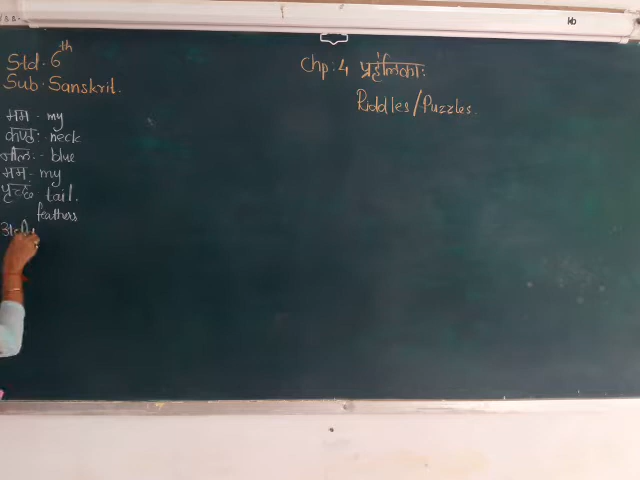 Std. 6th
Sub. Sanskrit.
Chp: 4 प्रहेलिकाः
Riddles/Puzzles.
मम - my
कण्ठः neck
नीलः - blue
मम - my
tail.
feathers